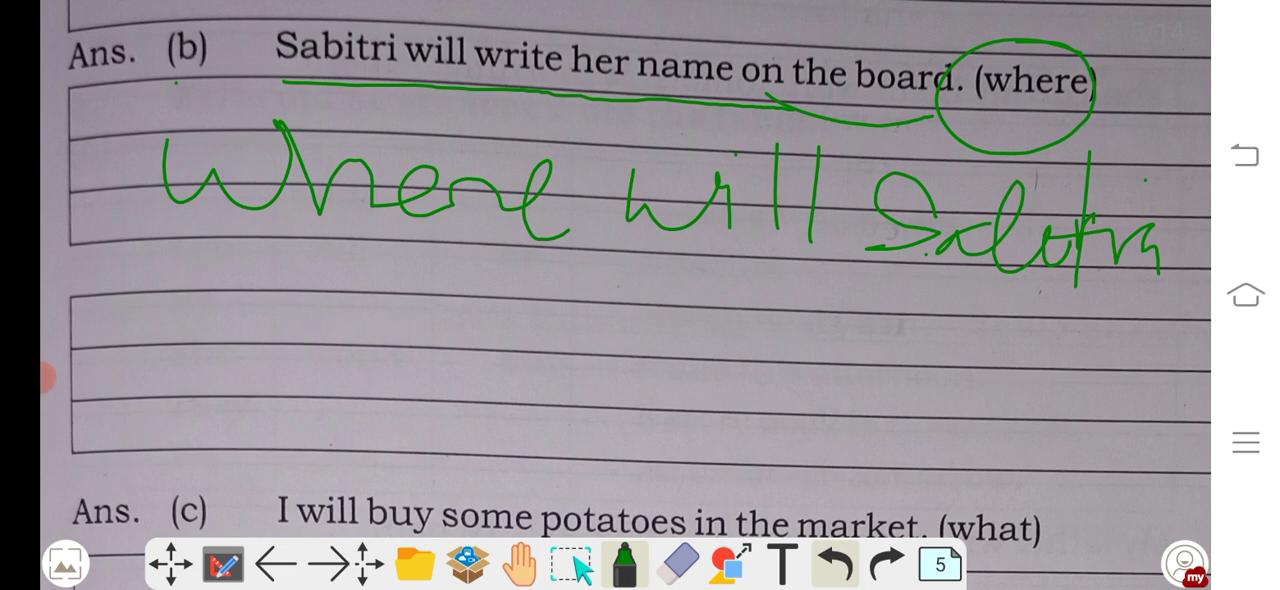 Ans. (b) Sabitri will write her name on the board. (where)
Where will Sabitri
Ans. (c) I will buy some potatoes in the market. (what)
5
my